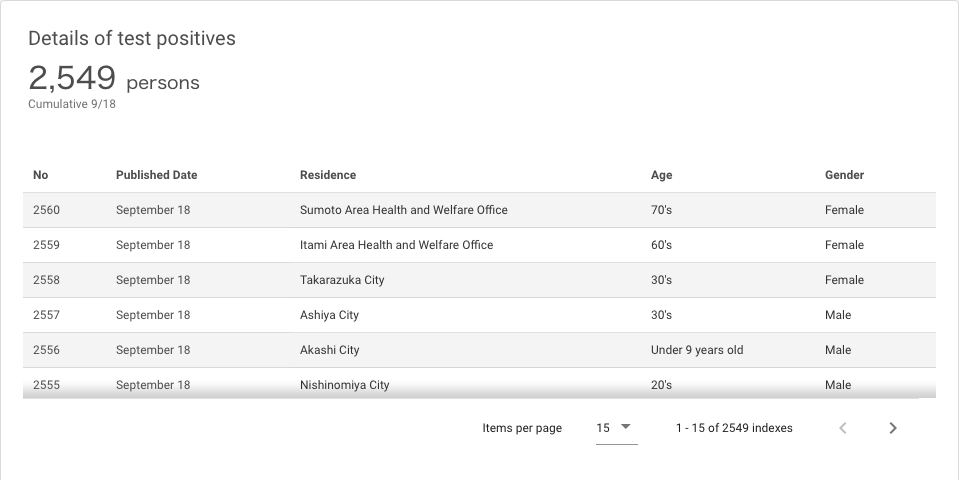 Details of test positives
2,549 persons
Cumulative 9/18
No Published Date Residence Age Gender
2560 September 18 Sumoto Area Health and Welfare Office 70's Female
2559 September 18 Itami Area Health and Welfare Office 60's Female
2558 September 18 Takarazuka City 30's Female
2557 September 18 Ashiya City 30's Male
2556 September 18 Akashi City Under 9 years old Male
2555 September 18 Nishinomiya City 20's Male
Items per page 15 1 - 15 of 2549 indexes